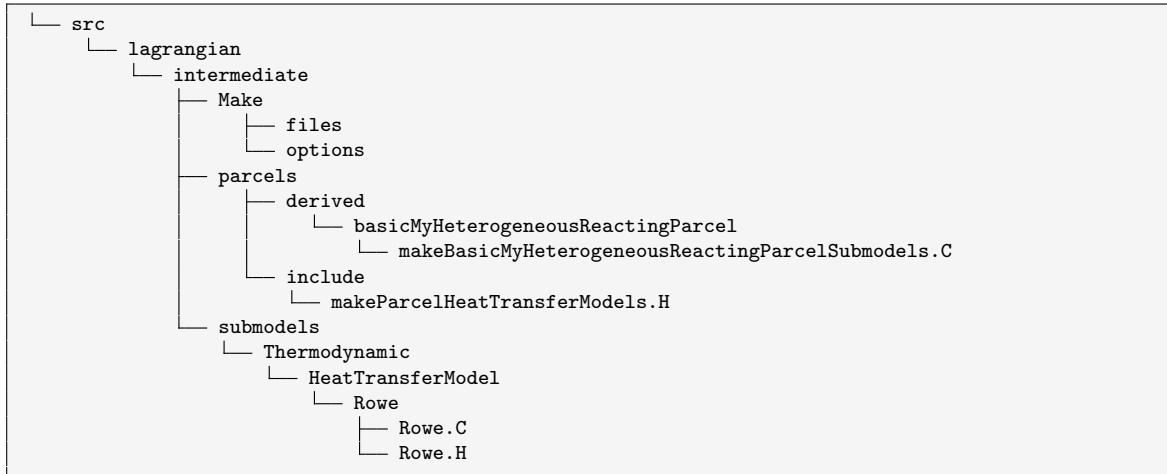 └── src
    └── lagrangian
        └── intermediate
            ├── Make
            │   ├── files
            │   └── options
            ├── parcels
            │   ├── derived
            │   │   └── basicMyHeterogeneousReactingParcel
            │   │       └── makeBasicMyHeterogeneousReactingParcelSubmodels.C
            │   └── include
            │       └── makeParcelHeatTransferModels.H
            └── submodels
                └── Thermodynamic
                    └── HeatTransferModel
                        └── Rowe
                            ├── Rowe.C
                            └── Rowe.H